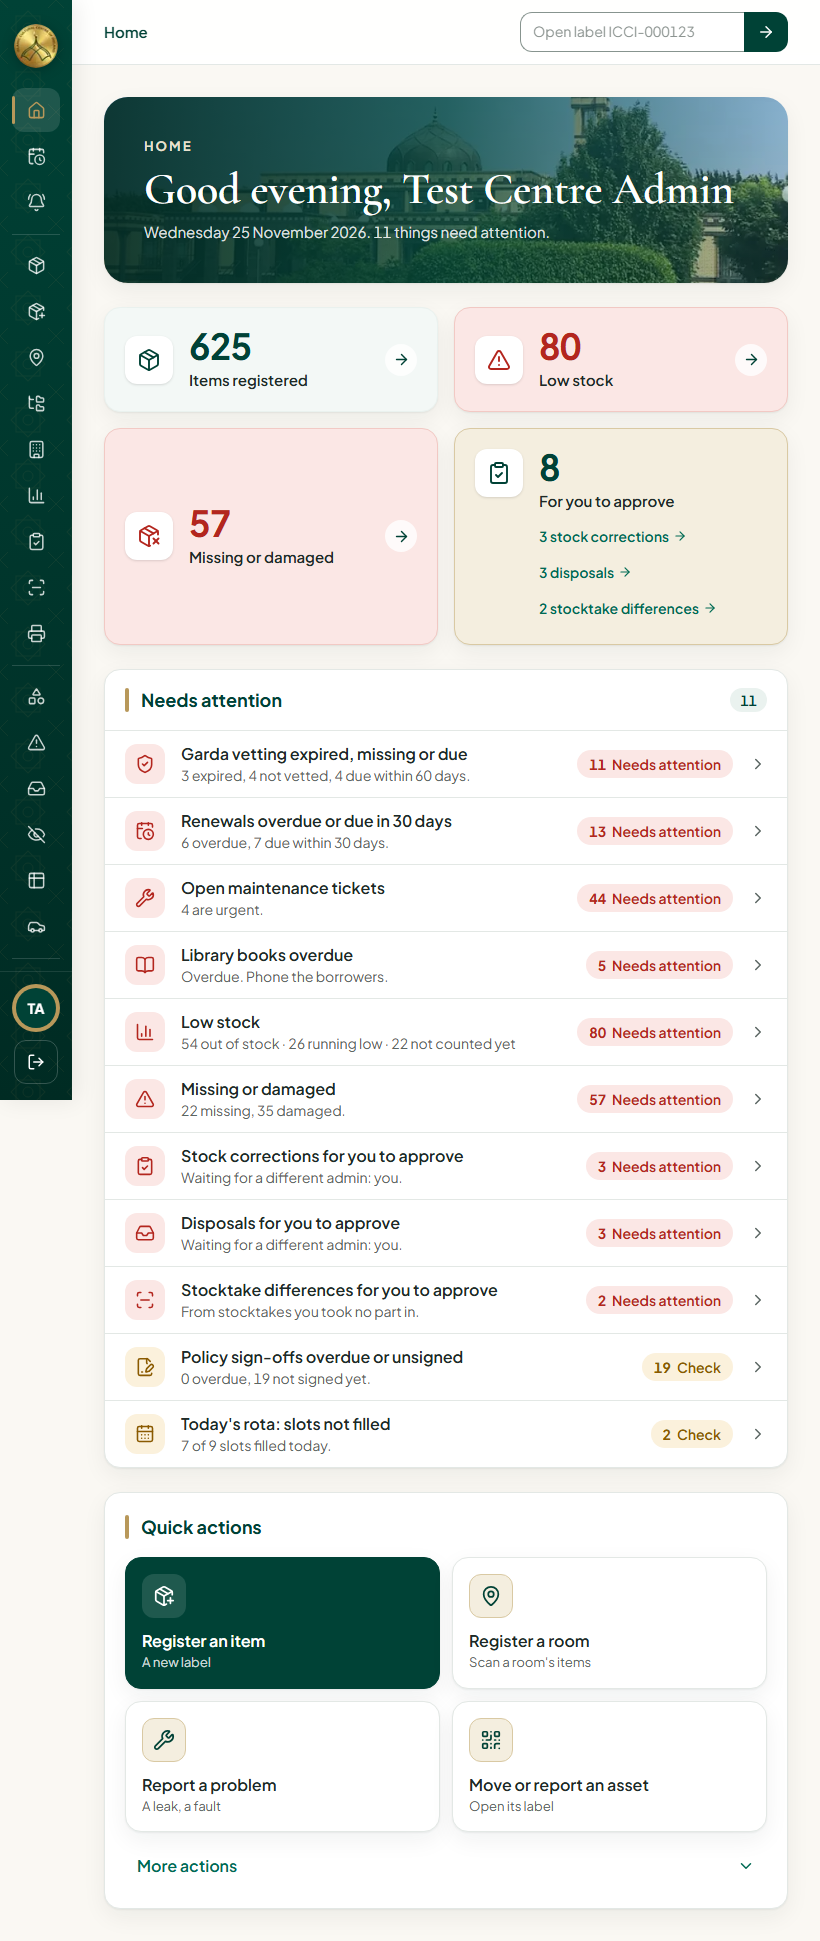 Home
Open label ICCI-000123
HOME
Good evening, Test Centre Admin
Wednesday 25 November 2026. 11 things need attention.
625
Items registered
80
Low stock
57
Missing or damaged
8
For you to approve
3 stock corrections
3 disposals
2 stocktake differences
Needs attention
11
Garda vetting expired, missing or due
3 expired, 4 not vetted, 4 due within 60 days.
11 Needs attention
Renewals overdue or due in 30 days
6 overdue, 7 due within 30 days.
13 Needs attention
Open maintenance tickets
4 are urgent.
44 Needs attention
Library books overdue
Overdue. Phone the borrowers.
5 Needs attention
Low stock
54 out of stock · 26 running low · 22 not counted yet
80 Needs attention
Missing or damaged
22 missing, 35 damaged.
57 Needs attention
Stock corrections for you to approve
Waiting for a different admin: you.
3 Needs attention
Disposals for you to approve
Waiting for a different admin: you.
3 Needs attention
Stocktake differences for you to approve
From stocktakes you took no part in.
2 Needs attention
Policy sign-offs overdue or unsigned
0 overdue, 19 not signed yet.
19 Check
Today's rota: slots not filled
7 of 9 slots filled today.
2 Check
TA
Quick actions
Register an item
A new label
Register a room
Scan a room's items
Report a problem
A leak, a fault
Move or report an asset
Open its label
More actions